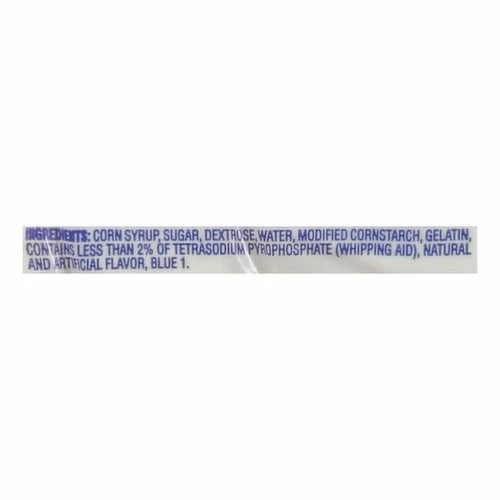 INGREDIENTS: CORN SYRUP, SUGAR, DEXTROSE, WATER, MODIFIED CORNSTARCH, GELATIN,
CONTAINS LESS THAN 2% OF TETRASODIUM PYROPHOSPHATE (WHIPPING AID), NATURAL
AND ARTIFICIAL FLAVOR, BLUE 1.